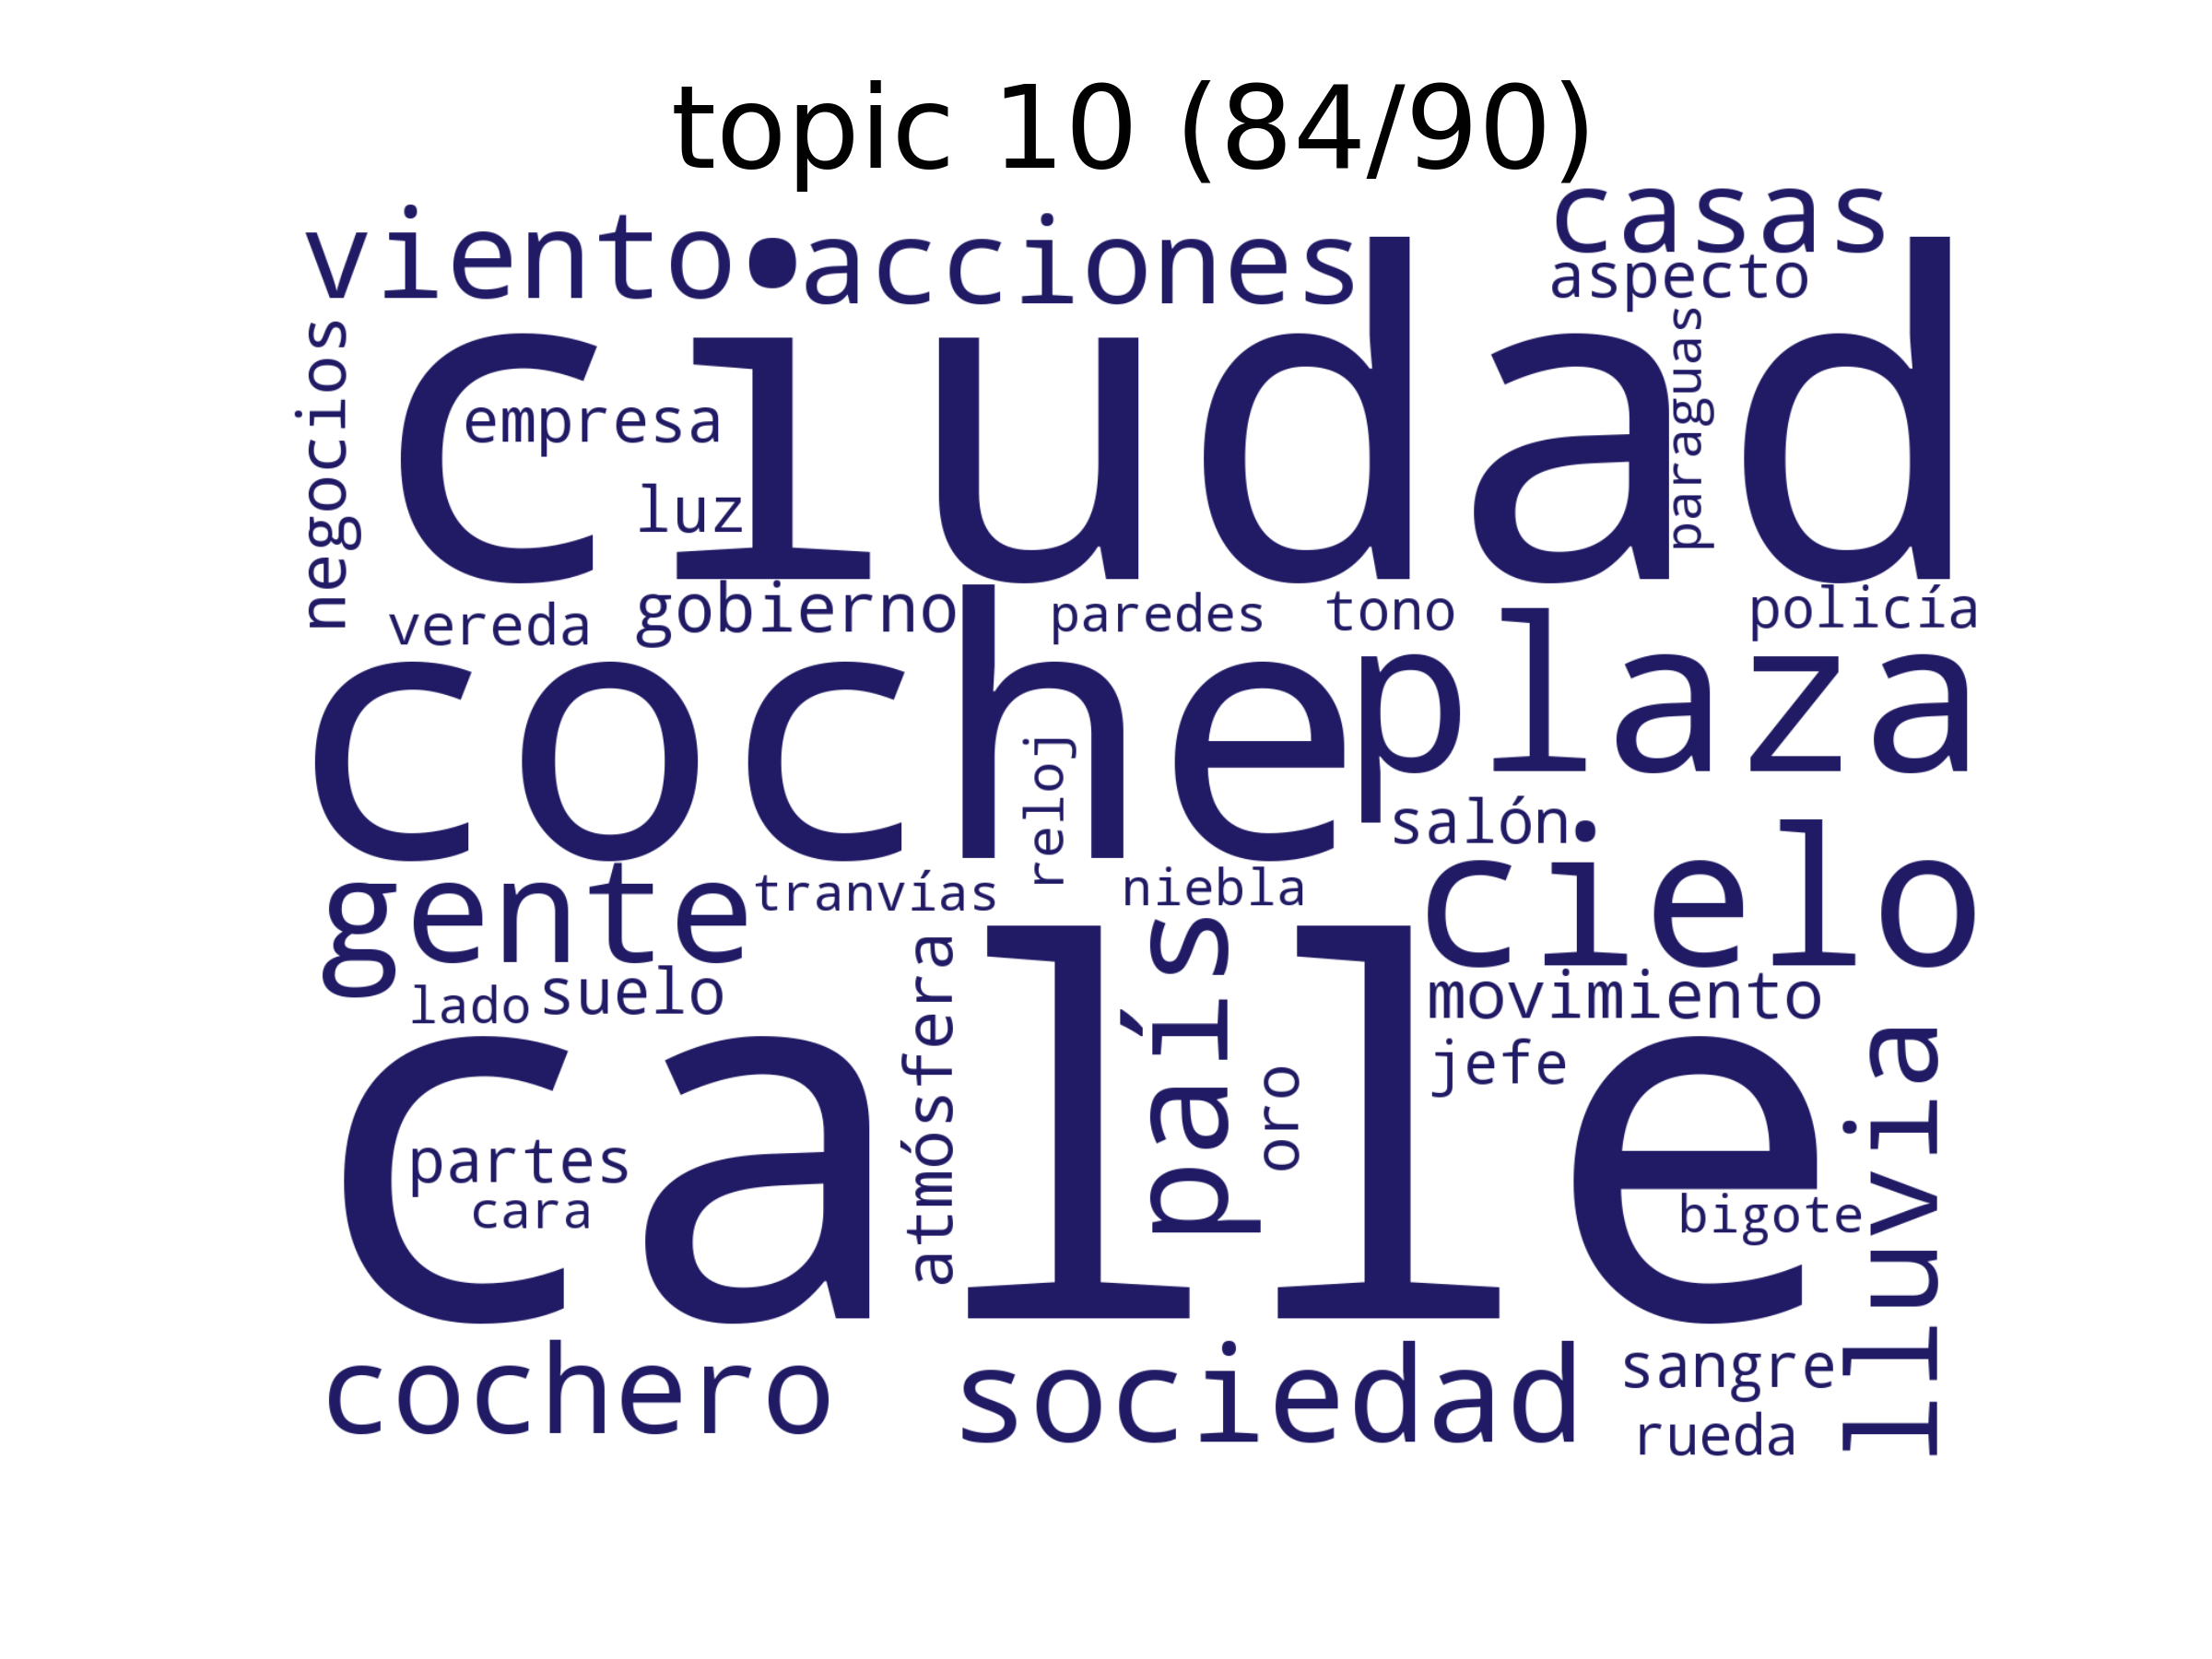 topic 10 (84/90)
casas
viento
acciones
aspecto
ciudad
negocios
paraguas
empresa
luz
vereda
gobierno
paredes
tono
policía
coche
plaza
reloj
salón
cielo
gente
tranvías
niebla
lado
suelo
atmósfera
país
movimiento
jefe
calle
oro
lluvia
partes
cara
bigote
cochero
sociedad
sangre
rueda